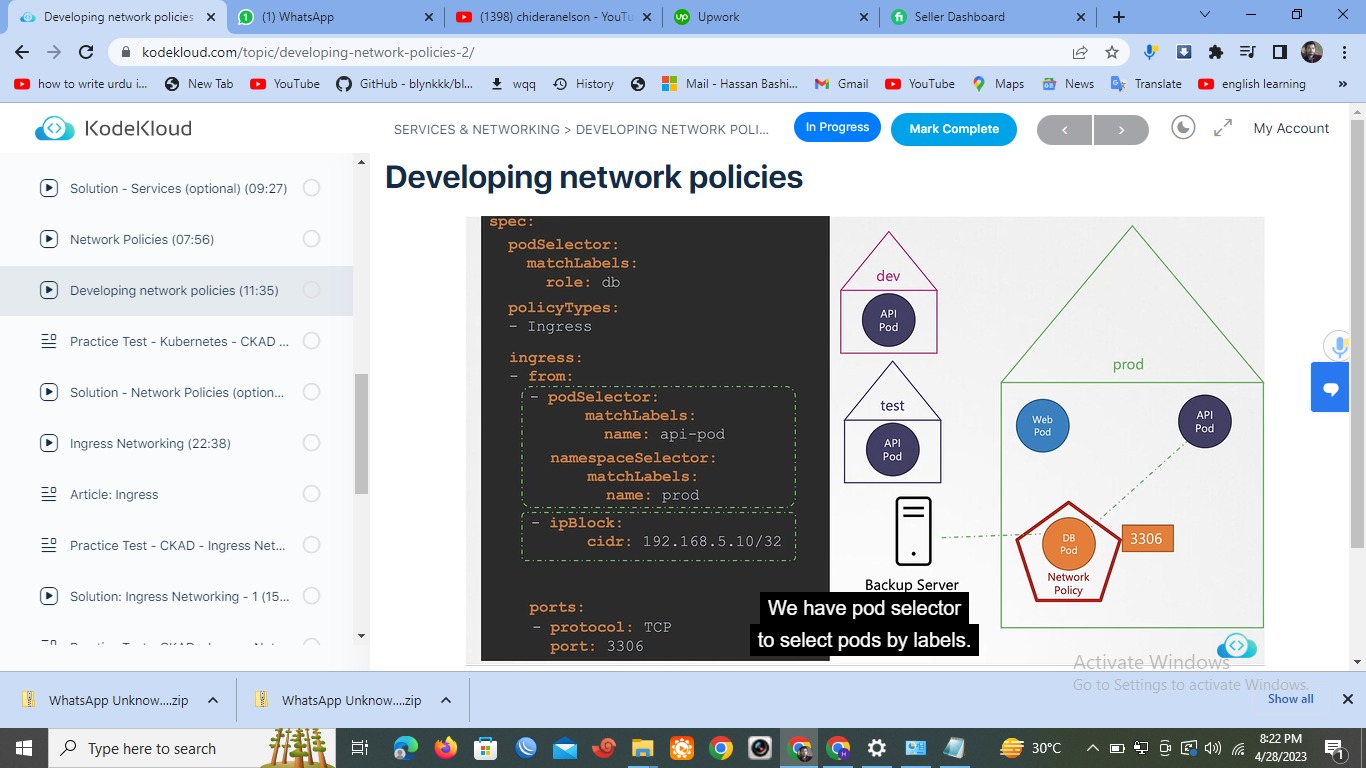 Developing network policies
(1) WhatsApp
(1398) chideranelson - YouTu
Upwork
Seller Dashboard
kodekloud.com/topic/developing-network-policies-2/
how to write urdu i...
New Tab
YouTube
GitHub - blynkkk/bl...
wqq
History
Mail - Hassan Bashi...
Gmail
YouTube
Maps
News
Translate
english learning
»
KodeKloud
SERVICES & NETWORKING > DEVELOPING NETWORK POLI...
In Progress
Mark Complete
<
>
My Account
Solution - Services (optional) (09:27)
Network Policies (07:56)
Developing network policies (11:35)
Practice Test - Kubernetes - CKAD ...
Solution - Network Policies (option...
Ingress Networking (22:38)
Article: Ingress
Practice Test - CKAD - Ingress Net...
Solution: Ingress Networking - 1 (15...
Developing network policies
spec:
podSelector:
matchLabels:
role: db
policyTypes:
- Ingress
ingress:
- from:
- podSelector:
matchLabels:
name: api-pod
namespaceSelector:
matchLabels:
name: prod
- ipBlock:
cidr: 192.168.5.10/32
ports:
- protocol: TCP
port: 3306
dev
API
Pod
test
API
Pod
Backup Server
prod
Web
Pod
API
Pod
DB
Pod
Network
Policy
3306
We have pod selector
to select pods by labels.
Activate Windows
Go to Settings to activate Windows.
WhatsApp Unknow....zip
WhatsApp Unknow....zip
Show all
Type here to search
30°C
8:22 PM
4/28/2023
1